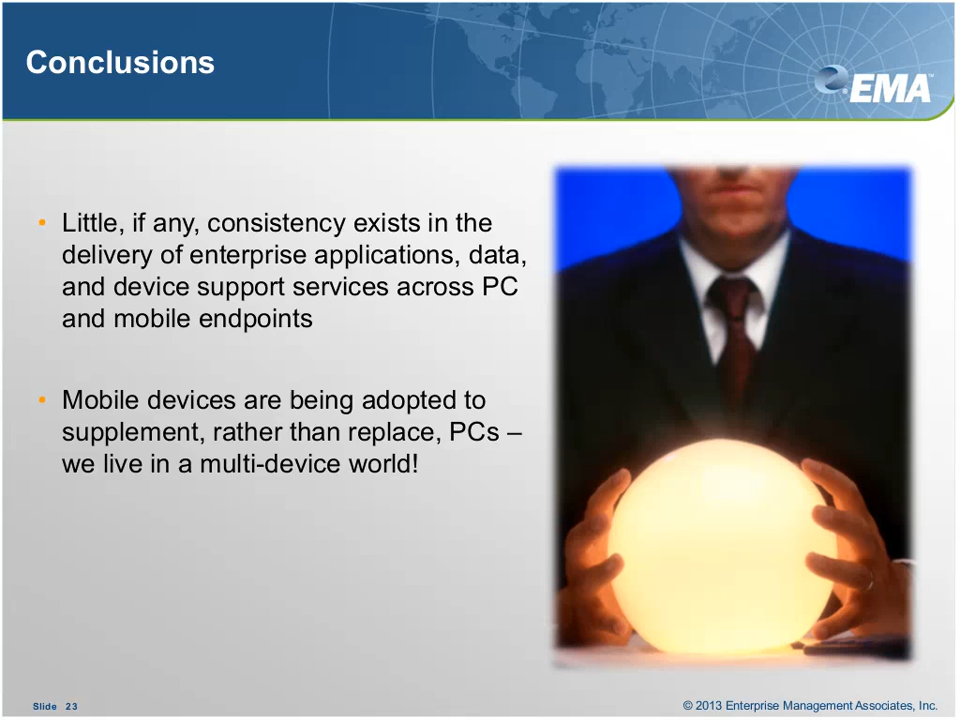 Conclusions
EMA™
• Little, if any, consistency exists in the
delivery of enterprise applications, data,
and device support services across PC
and mobile endpoints
• Mobile devices are being adopted to
supplement, rather than replace, PCs –
we live in a multi-device world!
Slide 23
© 2013 Enterprise Management Associates, Inc.